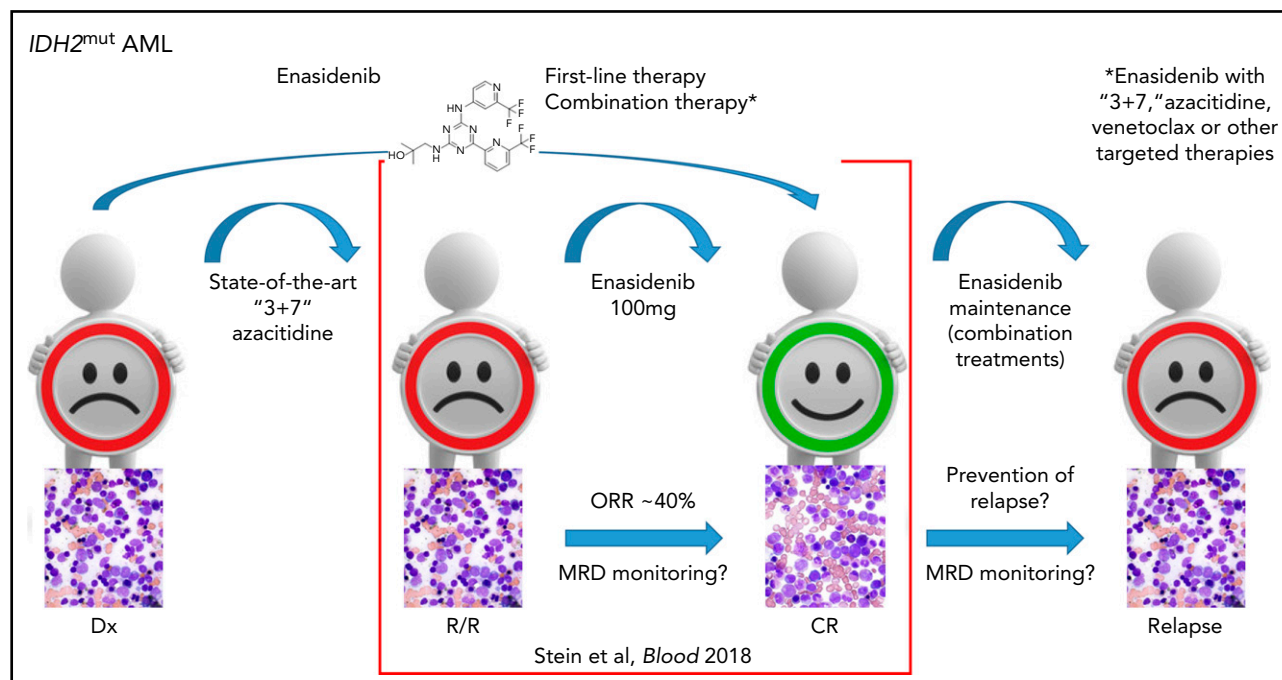 IDH2mut AML
Enasidenib
First-line therapy
Combination therapy*
*Enasidenib with
“3+7,“azacitidine,
venetoclax or other
targeted therapies
N
NH
F
F
F
N
N
N
HO
N
H
N
F
F
F
State-of-the-art
“3+7“
azacitidine
Enasidenib
100mg
Enasidenib
maintenance
(combination
treatments)
ORR ~40%
MRD monitoring?
Prevention of
relapse?
MRD monitoring?
Dx
R/R
CR
Relapse
Stein et al, Blood 2018